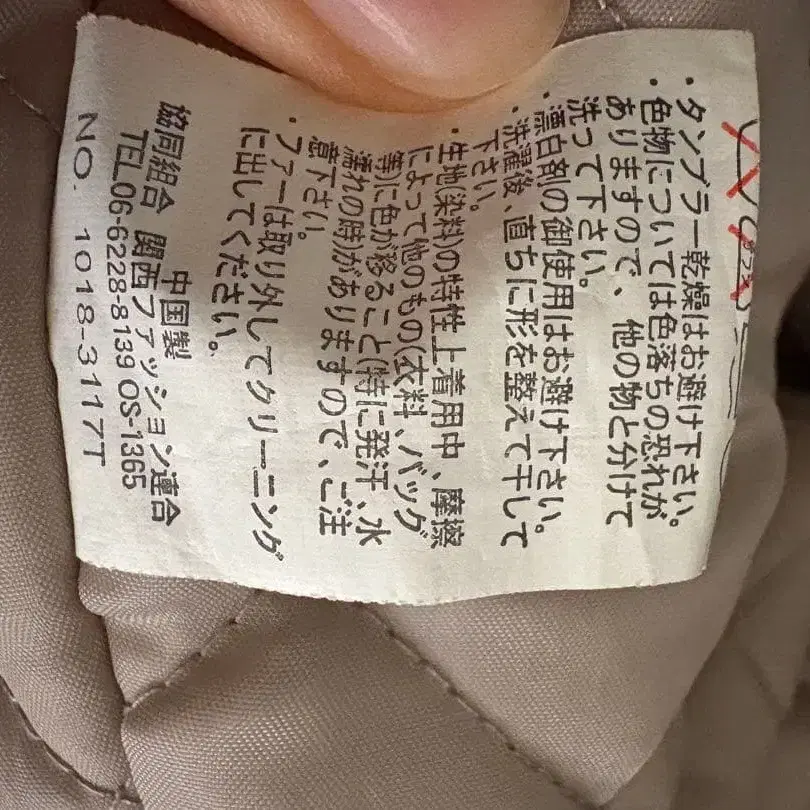 ・タンブラー乾燥はお避け下さい。
・色物については色落ちの恐れが
ありますので、他の物と分けて
洗って下さい。
・漂白剤の御使用はお避け下さい。
・洗濯後、直ちに形を整えて干して
下さい。
・生地(染料)の特性上着用中、摩擦
によって他のもの(衣料、バッグ
等)に色が移ること(特に発汗、水
濡れの時)がありますので、ご注
意下さい。
・ファーは取り外してクリーニング
に出してください。
中国製
協同組合 関西ファッション連合
TEL06-6228-8139 OS-1365
NO. 1018-3117T